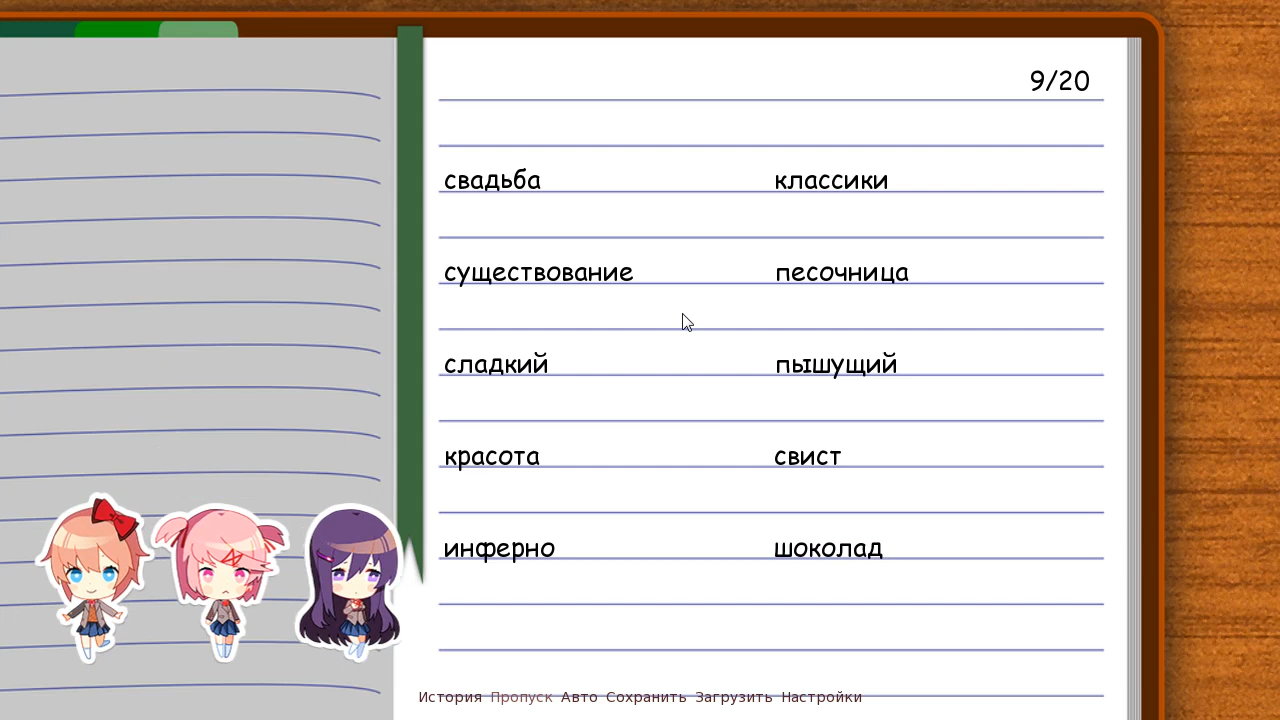 9/20
свадьба классики
существование песочница
сладкий пышущий
красота свист
инферно шоколад
История Пропуск Авто Сохранить Загрузить Настройки